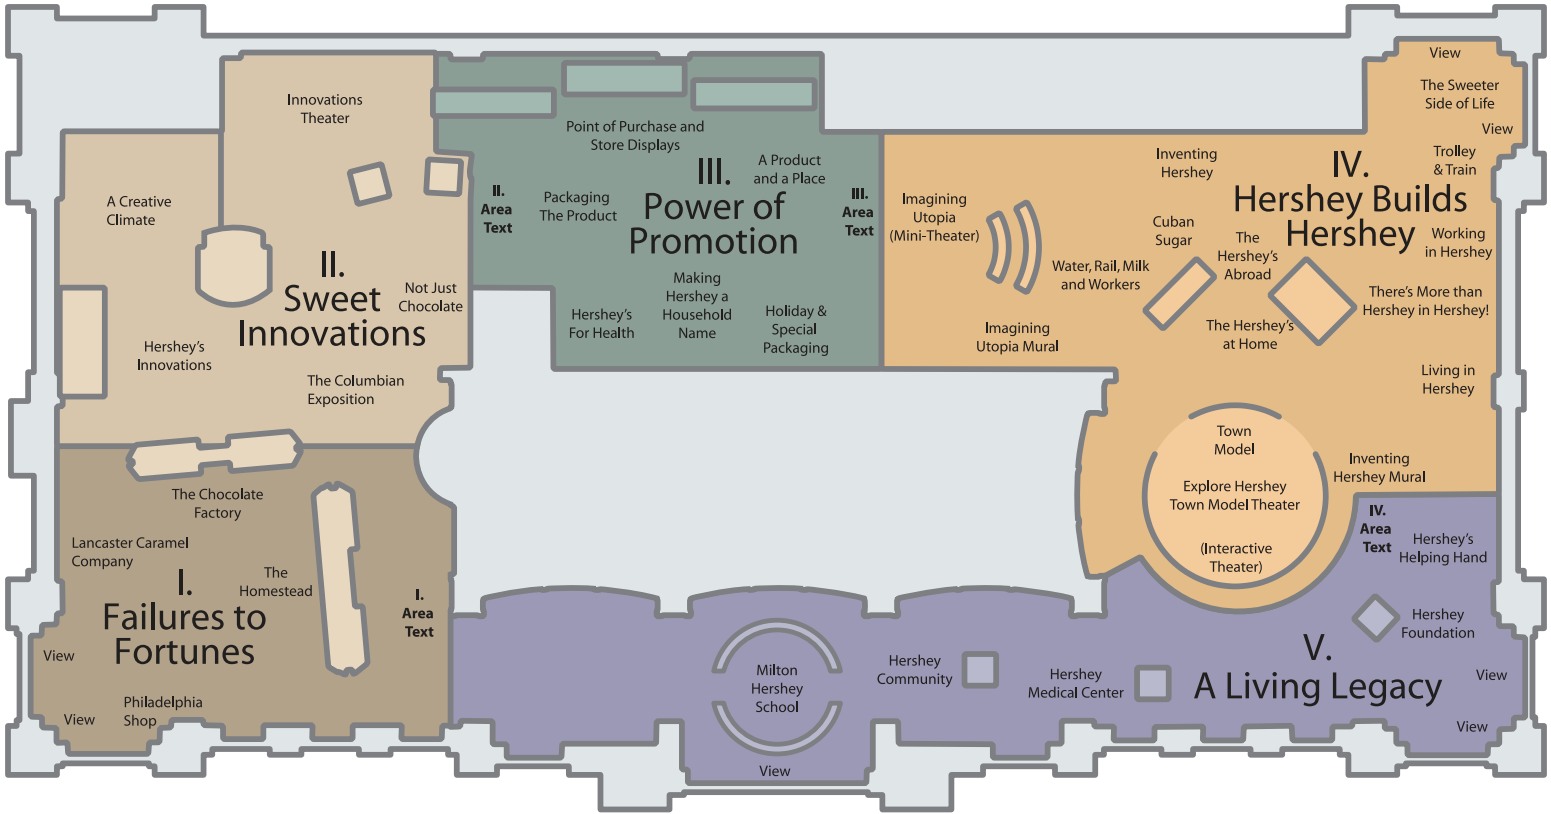 Innovations
Theater
A Creative
Climate
II.
Sweet
Innovations
Not Just
Chocolate
Hershey's
Innovations
The Columbian
Exposition
II.
Area
Text
Point of Purchase and
Store Displays
A Product
and a Place
Packaging
The Product
III.
Power of
Promotion
Making
Hershey a
Household
Name
Hershey's
For Health
Holiday &
Special
Packaging
III.
Area
Text
View
The Sweeter
Side of Life
View
Trolley
& Train
Inventing
Hershey
IV.
Hershey Builds
Hershey
Imagining
Utopia
(Mini-Theater)
Cuban
Sugar
The
Hershey's
Abroad
Working
in Hershey
Water, Rail, Milk
and Workers
There's More than
Hershey in Hershey!
Imagining
Utopia Mural
The Hershey's
at Home
Living in
Hershey
Town
Model
Explore Hershey
Town Model Theater
(Interactive
Theater)
Inventing
Hershey Mural
The Chocolate
Factory
Lancaster Caramel
Company
The
Homestead
I.
Failures to
Fortunes
I.
Area
Text
View
View
Philadelphia
Shop
IV.
Area
Text
Hershey's
Helping Hand
Hershey
Foundation
V.
A Living Legacy
Milton
Hershey
School
Hershey
Community
Hershey
Medical Center
View
View
View